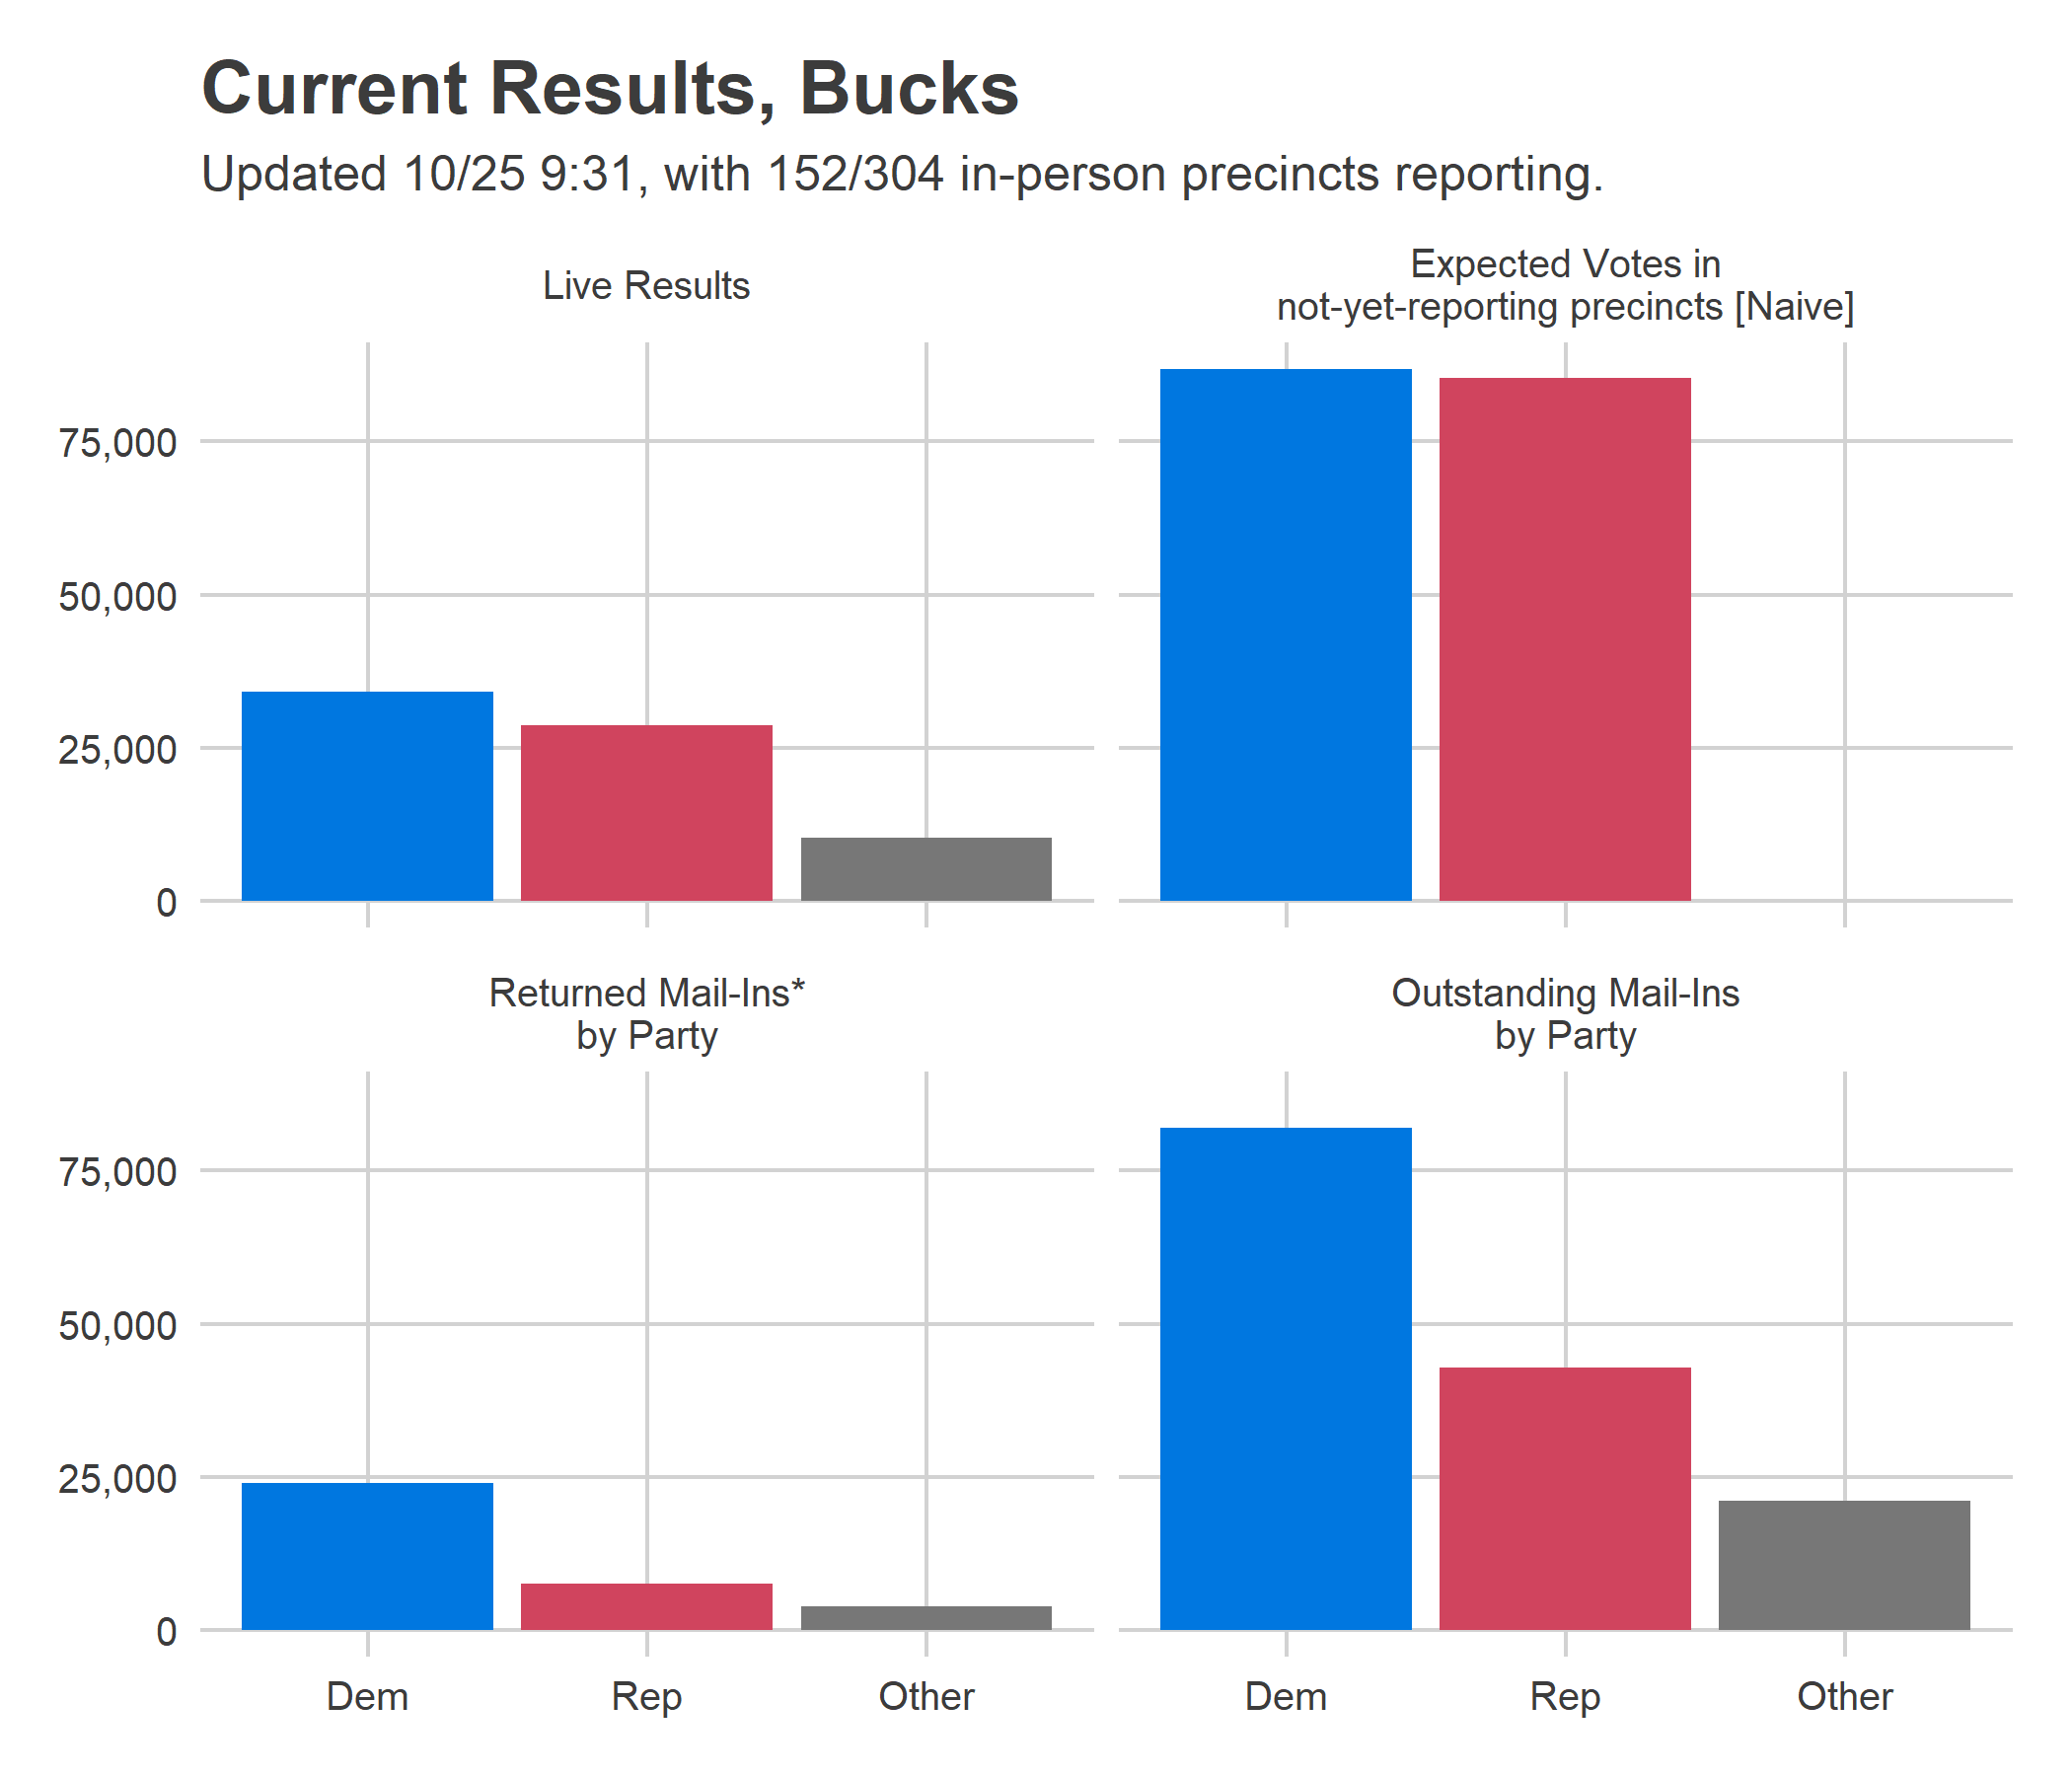 Current Results, Bucks
Updated 10/25 9:31, with 152/304 in-person precincts reporting.
Live Results
Expected Votes in
not-yet-reporting precincts [Naive]
75,000
50,000
25,000
0
Returned Mail-Ins*
by Party
Outstanding Mail-Ins
by Party
75,000
50,000
25,000
0
Dem Rep Other Dem Rep Other